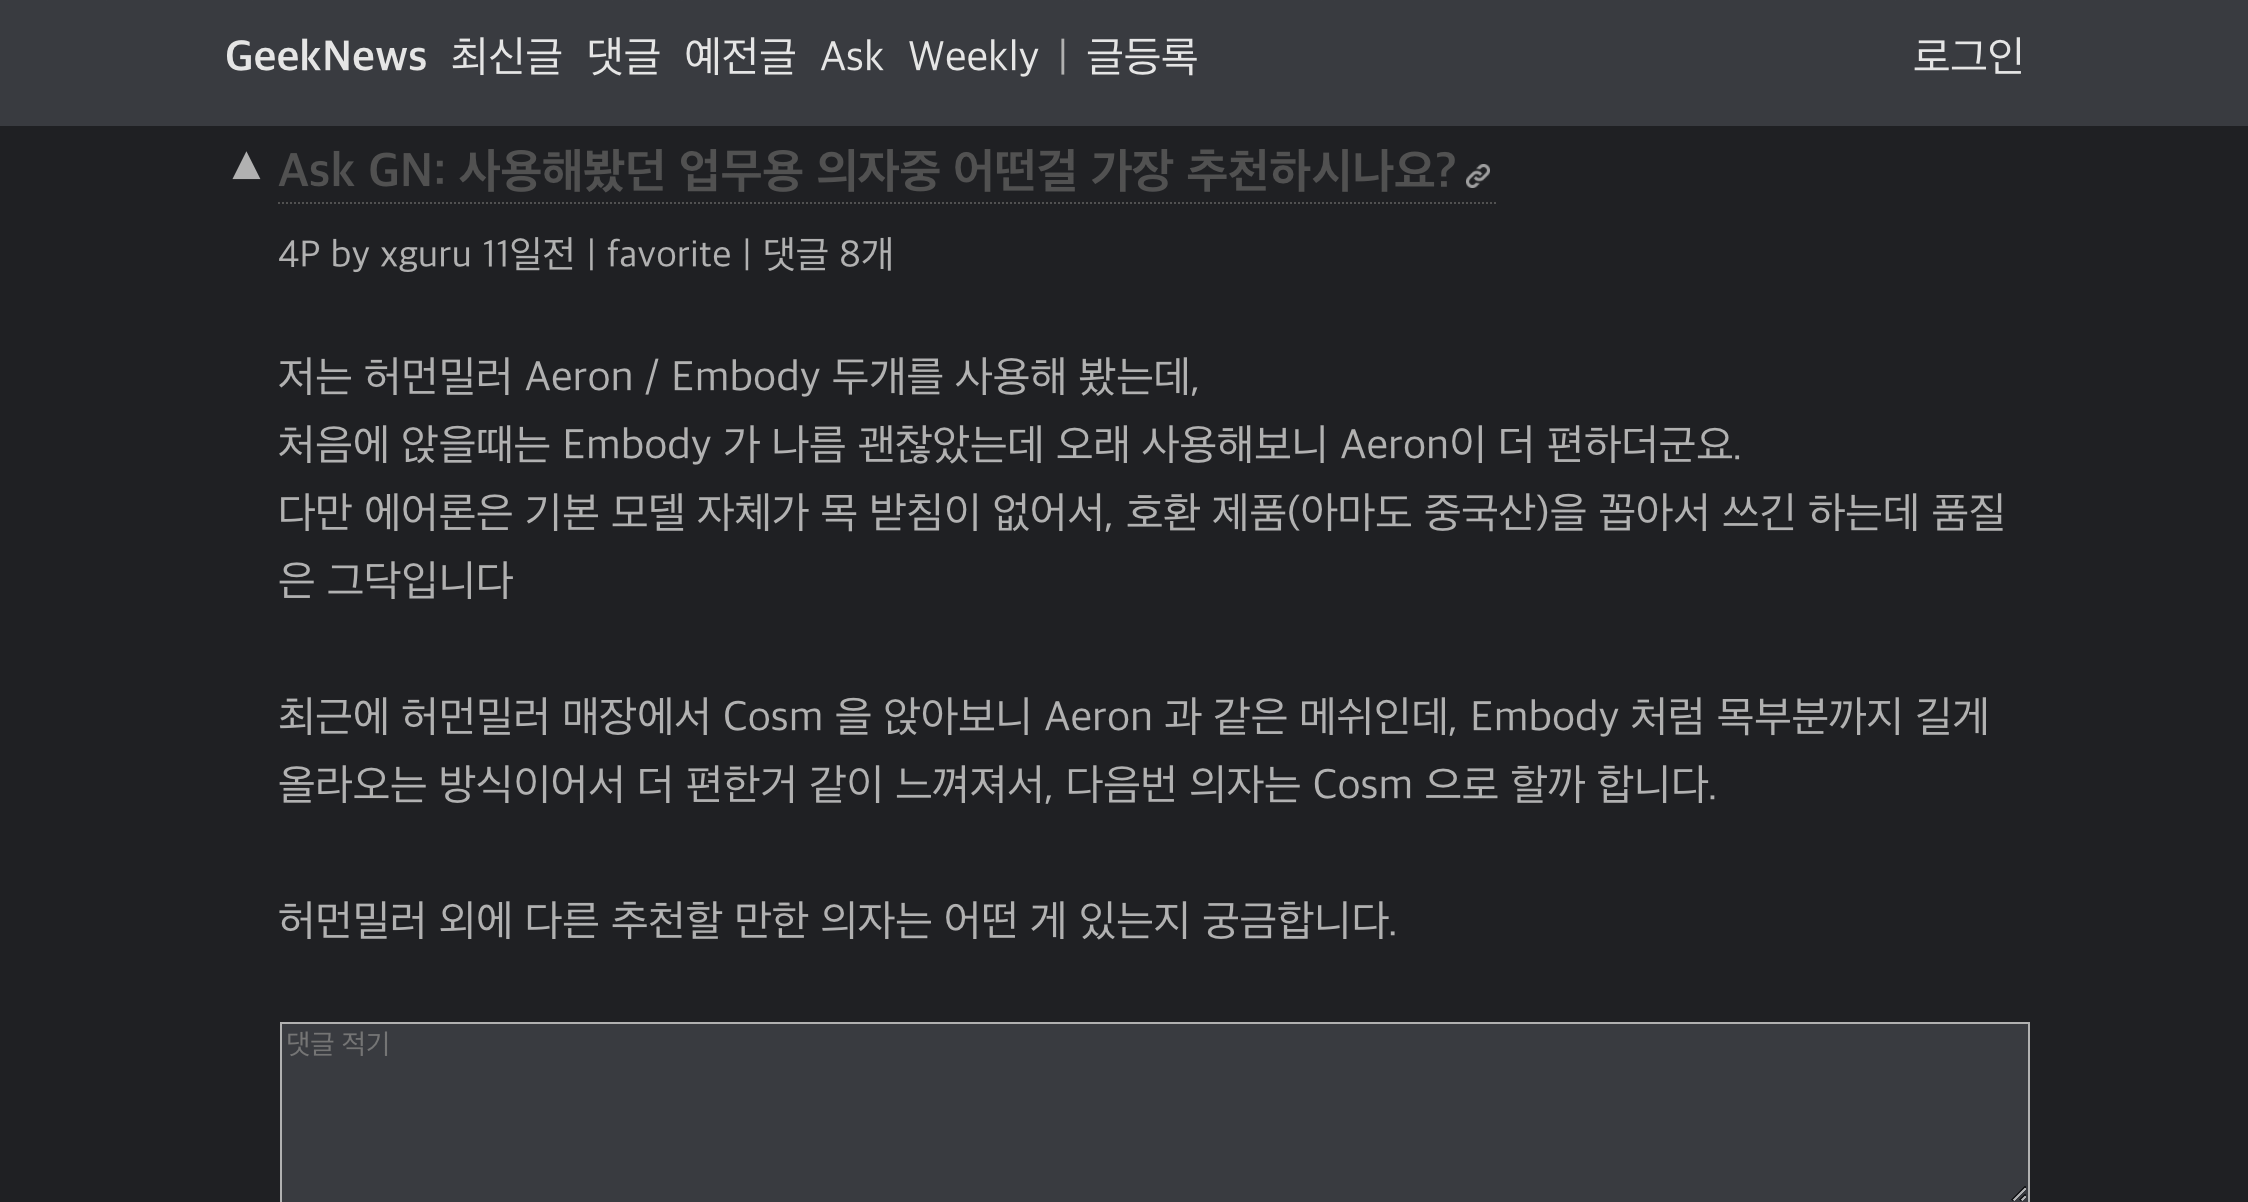 GeekNews 최신글 댓글 예전글 Ask Weekly | 글등록 로그인
▲ Ask GN: 사용해봤던 업무용 의자중 어떤걸 가장 추천하시나요?
4P by xguru 11일전 | favorite | 댓글 8개
저는 허먼밀러 Aeron / Embody 두개를 사용해 봤는데,
처음에 앉을때는 Embody 가 나름 괜찮았는데 오래 사용해보니 Aeron이 더 편하더군요.
다만 에어론은 기본 모델 자체가 목 받침이 없어서, 호환 제품(아마도 중국산)을 꼽아서 쓰긴 하는데 품질
은 그닥입니다
최근에 허먼밀러 매장에서 Cosm 을 앉아보니 Aeron 과 같은 메쉬인데, Embody 처럼 목부분까지 길게
올라오는 방식이어서 더 편한거 같이 느껴져서, 다음번 의자는 Cosm 으로 할까 합니다.
허먼밀러 외에 다른 추천할 만한 의자는 어떤 게 있는지 궁금합니다.
댓글 적기